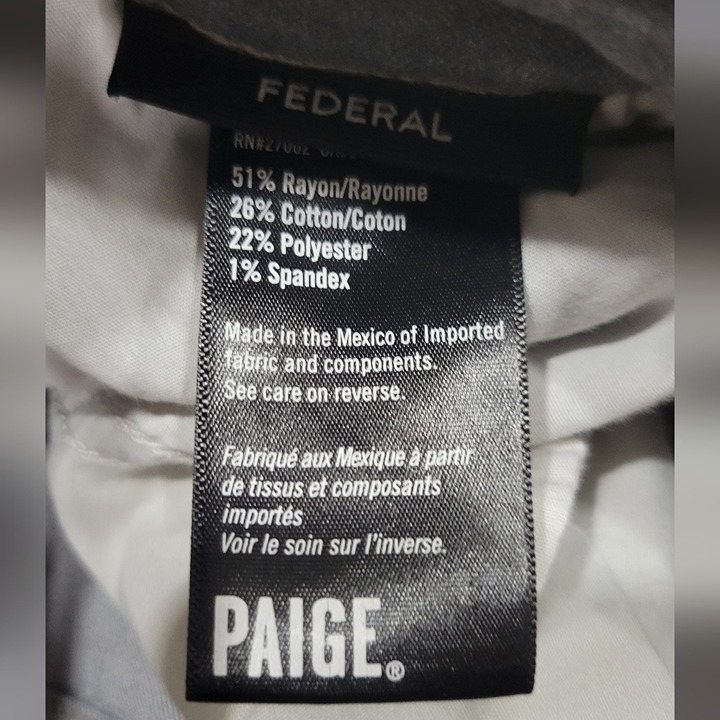 FEDERAL
51% Rayon/Rayonne
26% Cotton/Coton
22% Polyester
1% Spandex
Made in the Mexico of Imported
fabric and components.
See care on reverse.
Fabriqué aux Mexique à partir
de tissus et composants
importés
Voir le soin sur l'inverse.
PAIGE®